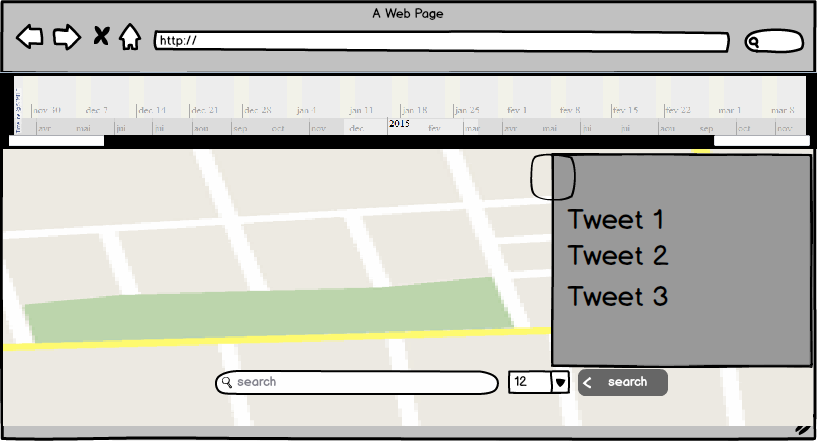 A Web Page
http://
nov 30 dec 7 dec 14 dec 21 dec 28 jan 4 jan 11 jan 18 jan 25 fev 1 fev 8 fev 15 fev 22 mar 1 mar 8
2015
avr mai jui jui aou sep oct nov dec fev mar avr mai jui jui aou sep oct nov
Tweet 1
Tweet 2
Tweet 3
search 12 search